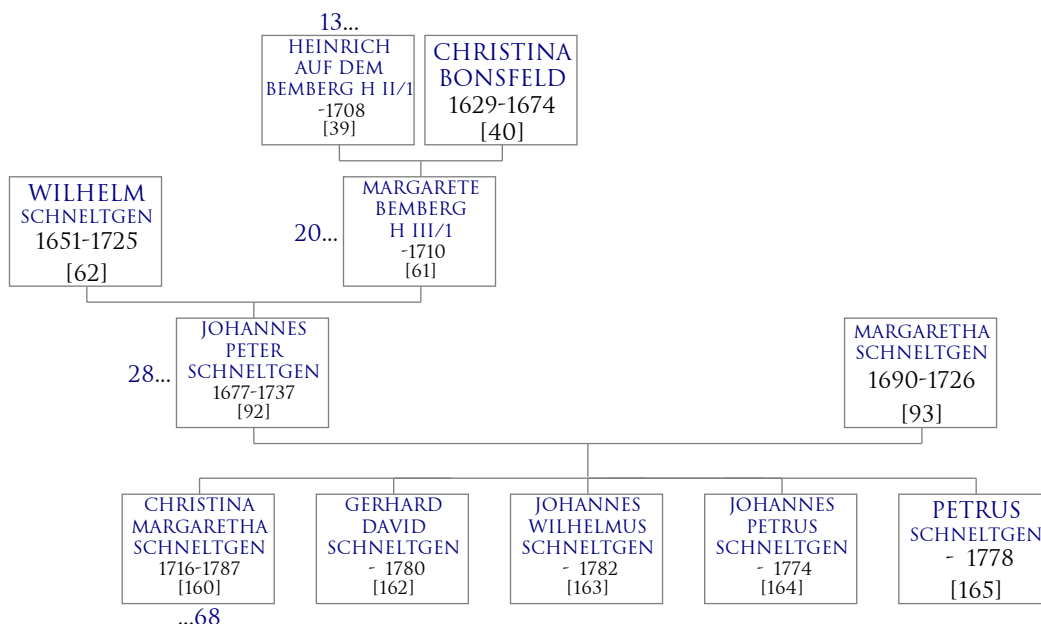 13...
HEINRICH
AUF DEM
BEMBERG H II/1
-1708
[39]
CHRISTINA
BONSFELD
1629-1674
[40]
WILHELM
SCHNELTGEN
1651-1725
[62]
20...
MARGARETE
BEMBERG
H III/1
-1710
[61]
28...
JOHANNES
PETER
SCHNELTGEN
1677-1737
[92]
MARGARETHA
SCHNELTGEN
1690-1726
[93]
CHRISTINA
MARGARETHA
SCHNELTGEN
1716-1787
[160]
GERHARD
DAVID
SCHNELTGEN
- 1780
[162]
JOHANNES
WILHELMUS
SCHNELTGEN
- 1782
[163]
JOHANNES
PETRUS
SCHNELTGEN
- 1774
[164]
PETRUS
SCHNELTGEN
- 1778
[165]
...68